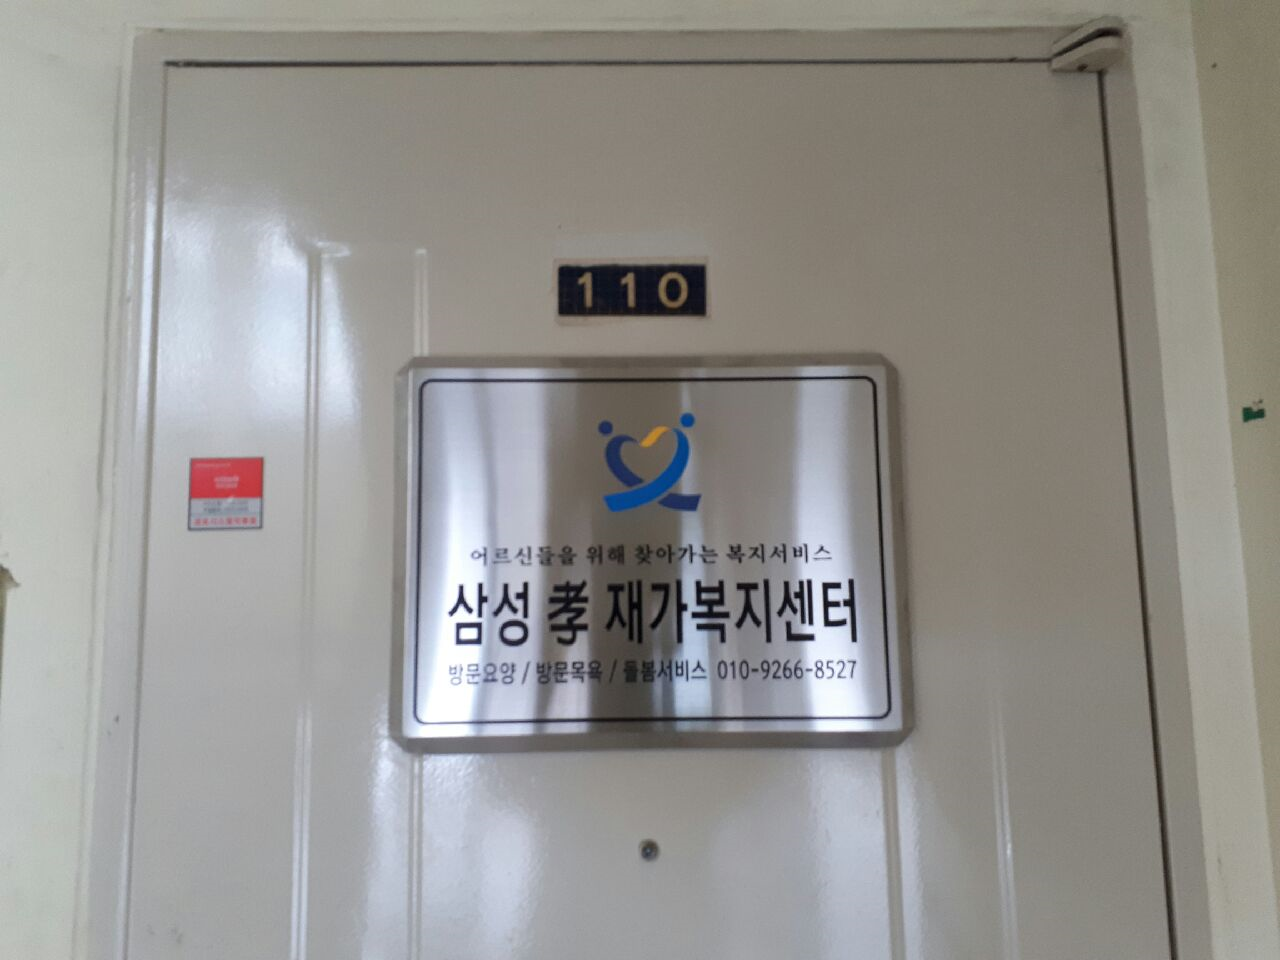 110
어르신들을 위해 찾아가는 복지서비스
삼성 孝 재가복지센터
방문요양 / 방문목욕 / 돌봄서비스 010-9266-8527